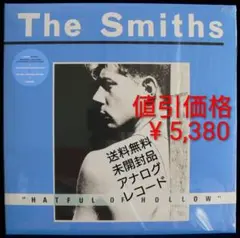 The Smiths
値引価格
¥ 5,380
送料無料
未開封品
アナログ
レコード
"HATFUL OF HOLLOW"